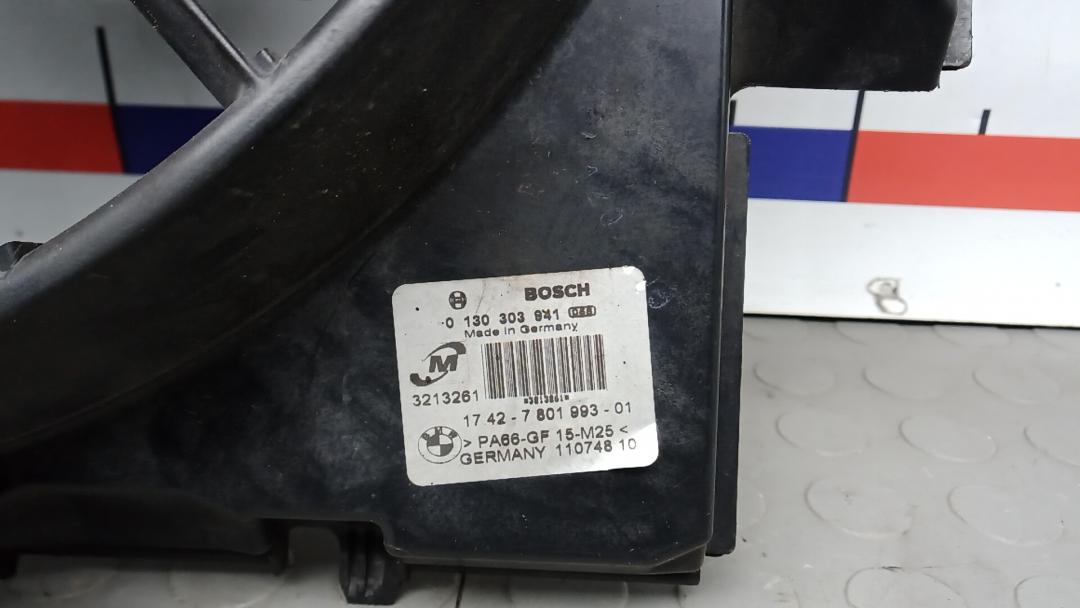 BOSCH
0 130 303 941 068
Made in Germany
M
3213261
17 42 - 7 801 993 - 01
> PA66-GF 15-M25 <
GERMANY 110748 10